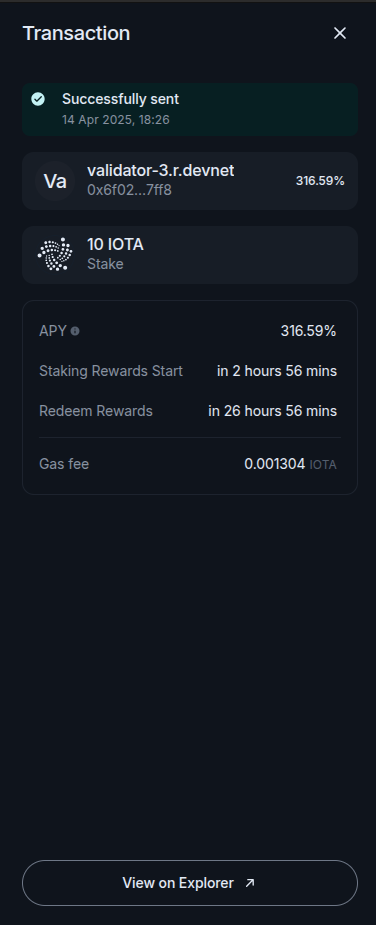 Transaction
Successfully sent
14 Apr 2025, 18:26
Va
validator-3.r.devnet
0x6f02...7ff8
316.59%
10 IOTA
Stake
APY 316.59%
Staking Rewards Start in 2 hours 56 mins
Redeem Rewards in 26 hours 56 mins
Gas fee 0.001304 IOTA
View on Explorer